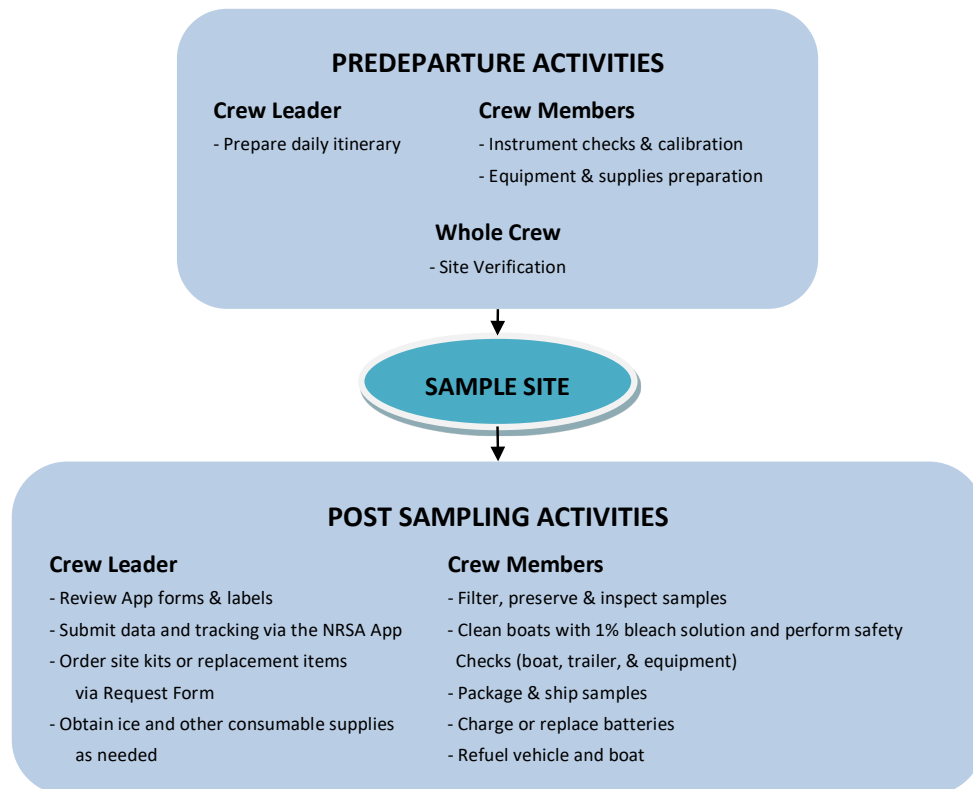 PREDEPARTURE ACTIVITIES
Crew Leader
- Prepare daily itinerary
Crew Members
- Instrument checks & calibration
- Equipment & supplies preparation
Whole Crew
- Site Verification
SAMPLE SITE
POST SAMPLING ACTIVITIES
Crew Leader
- Review App forms & labels
- Submit data and tracking via the NRSA App
- Order site kits or replacement items
via Request Form
- Obtain ice and other consumable supplies
as needed
Crew Members
- Filter, preserve & inspect samples
- Clean boats with 1% bleach solution and perform safety
Checks (boat, trailer, & equipment)
- Package & ship samples
- Charge or replace batteries
- Refuel vehicle and boat